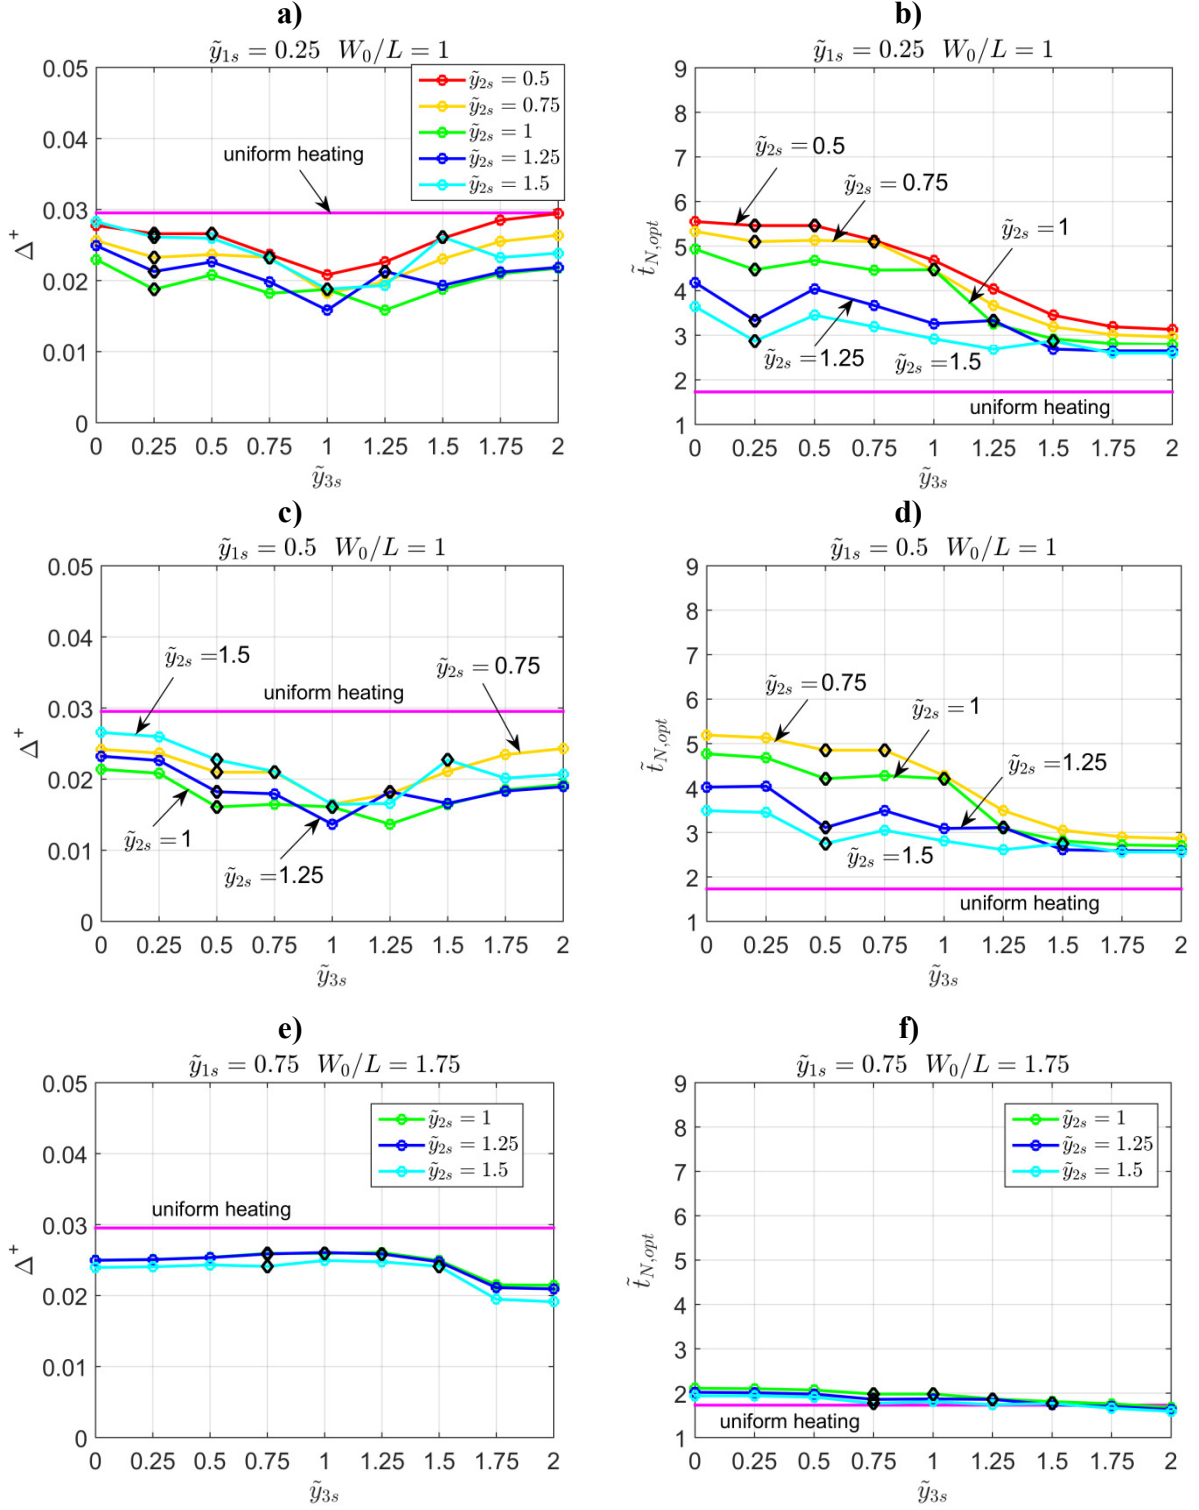 a)
ỹ1s = 0.25 W0/L = 1
0.05
0.04
0.03
0.02
0.01
0
Δ+
ỹ2s = 0.5
ỹ2s = 0.75
ỹ2s = 1
ỹ2s = 1.25
ỹ2s = 1.5
uniform heating
0 0.25 0.5 0.75 1 1.25 1.5 1.75 2
ỹ3s
b)
ỹ1s = 0.25 W0/L = 1
9
8
7
6
5
4
3
2
1
t̃N,opt
ỹ2s = 0.5
ỹ2s = 0.75
ỹ2s = 1
ỹ2s = 1.25
ỹ2s = 1.5
uniform heating
0 0.25 0.5 0.75 1 1.25 1.5 1.75 2
ỹ3s
c)
ỹ1s = 0.5 W0/L = 1
0.05
0.04
0.03
0.02
0.01
0
Δ+
ỹ2s =1.5
ỹ2s = 0.75
uniform heating
ỹ2s = 1
ỹ2s = 1.25
0 0.25 0.5 0.75 1 1.25 1.5 1.75 2
ỹ3s
d)
ỹ1s = 0.5 W0/L = 1
9
8
7
6
5
4
3
2
1
t̃N,opt
ỹ2s = 0.75
ỹ2s = 1
ỹ2s = 1.25
ỹ2s = 1.5
uniform heating
0 0.25 0.5 0.75 1 1.25 1.5 1.75 2
ỹ3s
e)
ỹ1s = 0.75 W0/L = 1.75
0.05
0.04
0.03
0.02
0.01
0
Δ+
ỹ2s = 1
ỹ2s = 1.25
ỹ2s = 1.5
uniform heating
0 0.25 0.5 0.75 1 1.25 1.5 1.75 2
ỹ3s
f)
ỹ1s = 0.75 W0/L = 1.75
9
8
7
6
5
4
3
2
1
t̃N,opt
ỹ2s = 1
ỹ2s = 1.25
ỹ2s = 1.5
uniform heating
0 0.25 0.5 0.75 1 1.25 1.5 1.75 2
ỹ3s